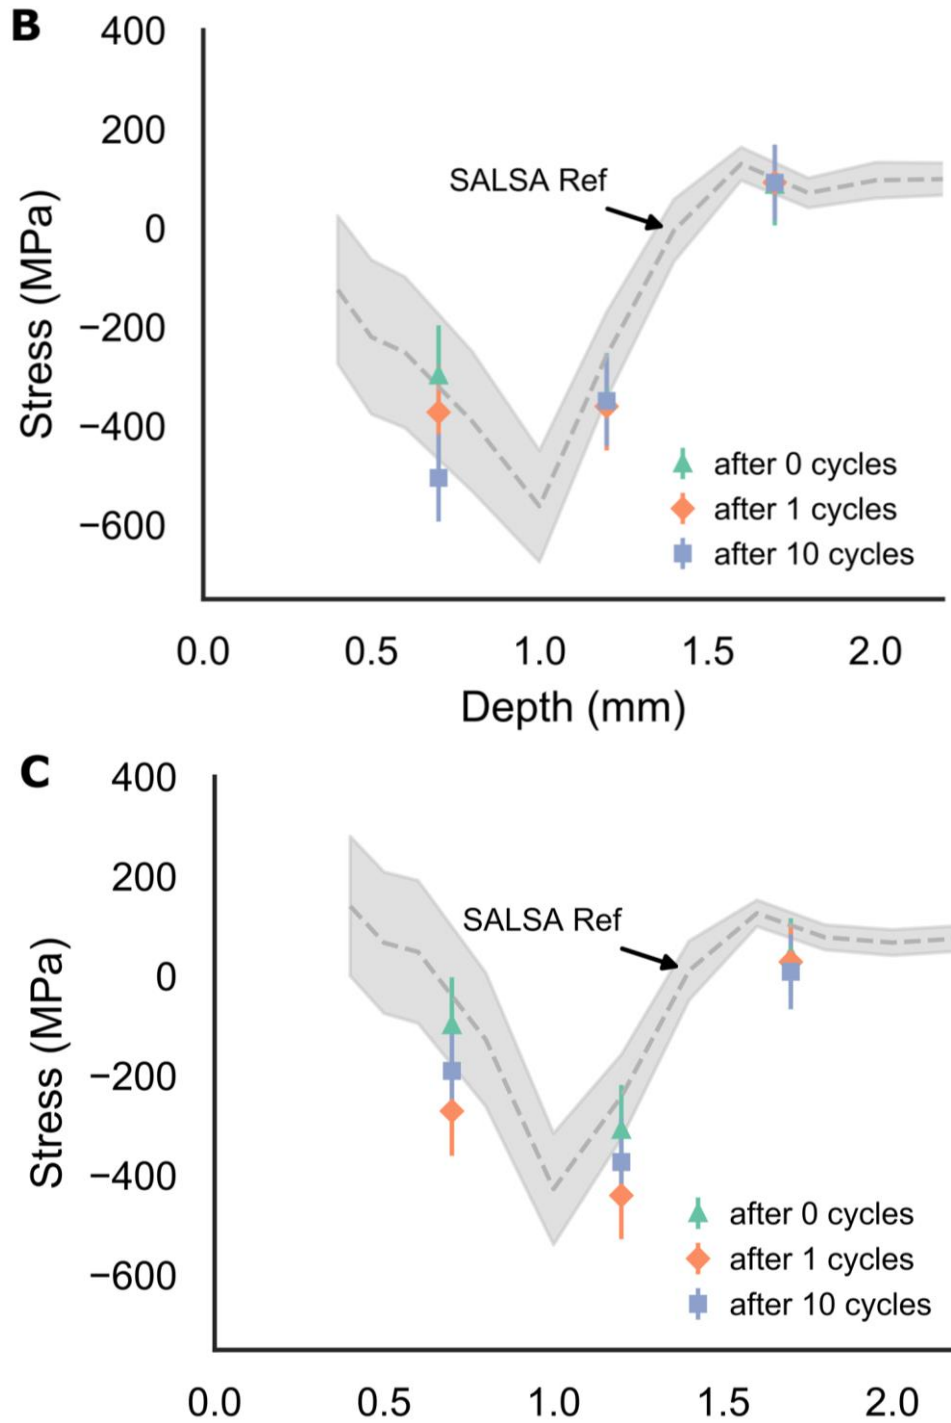 B
400
200
0
−200
−400
−600
Stress (MPa)
SALSA Ref
after 0 cycles
after 1 cycles
after 10 cycles
0.0 0.5 1.0 1.5 2.0
Depth (mm)
C
400
200
0
−200
−400
−600
Stress (MPa)
SALSA Ref
after 0 cycles
after 1 cycles
after 10 cycles
0.0 0.5 1.0 1.5 2.0